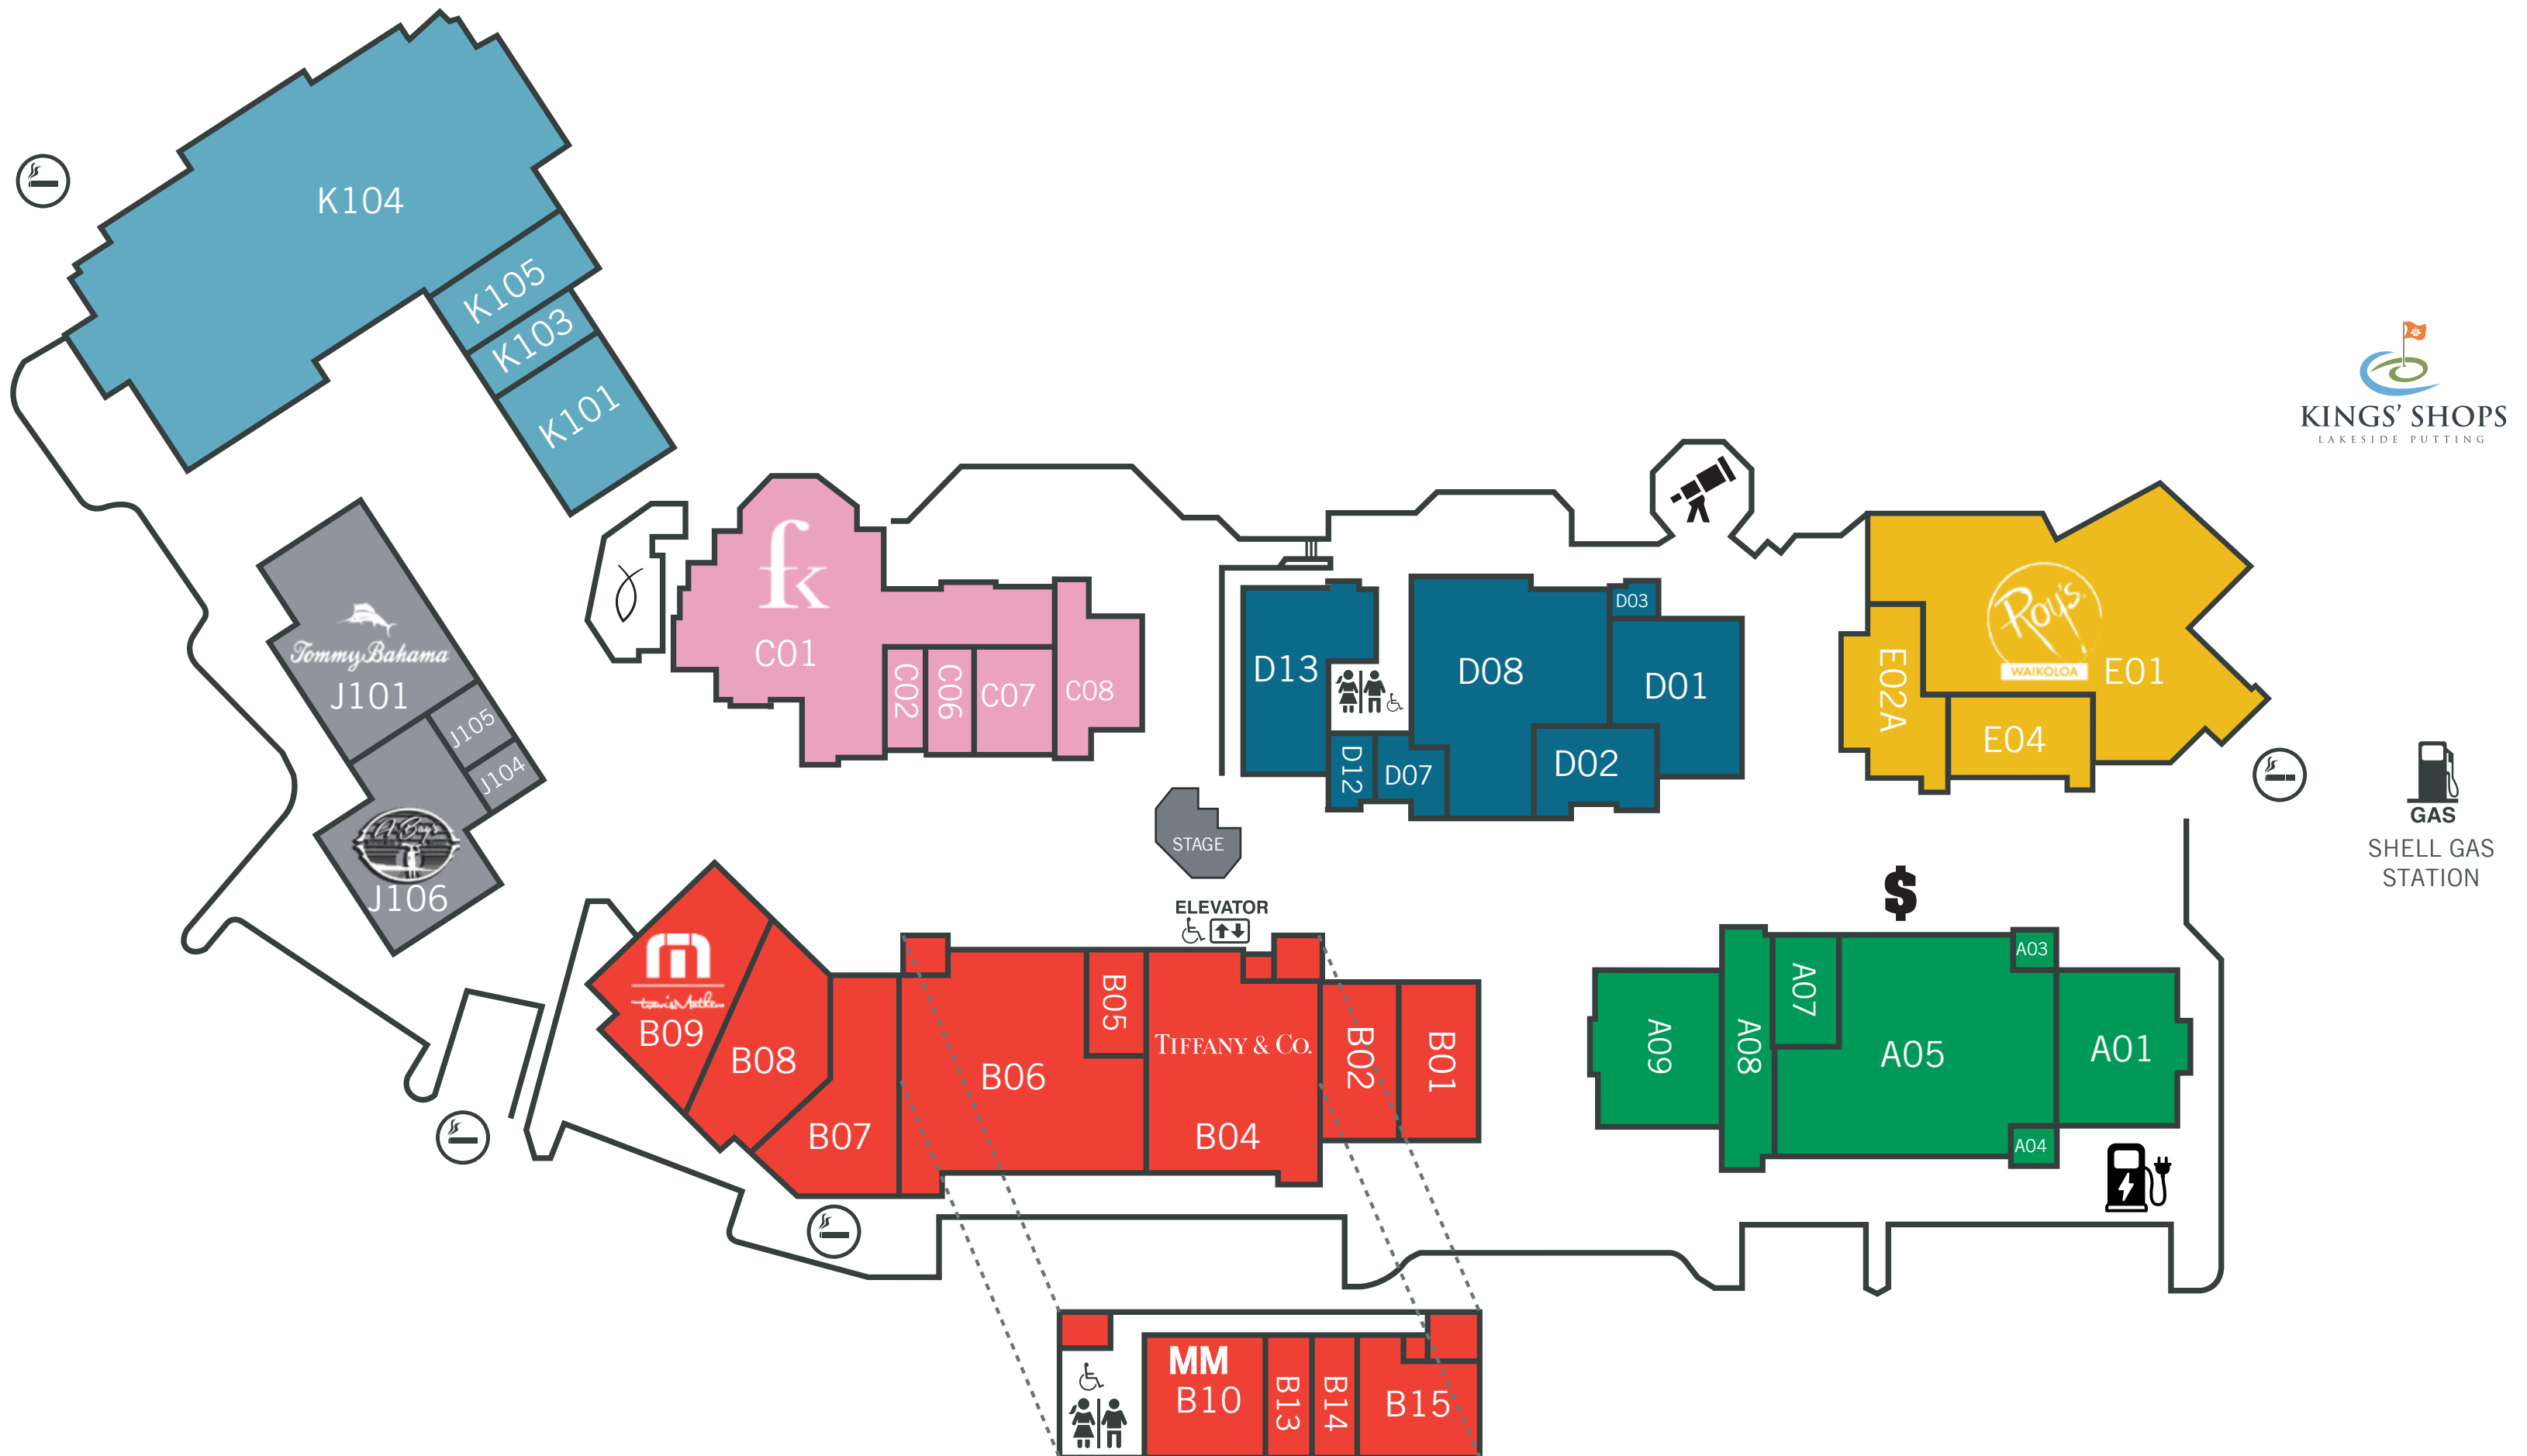 K104
K105
K103
K101
KINGS' SHOPS
LAKESIDE PUTTING
fk
C01
C02
C06
C07
C08
Tommy Bahama
J101
J105
J104
J106
D13
D12
D07
D08
D03
D01
D02
Roy's
WAIKOLOA
E01
E02A
E04
GAS
SHELL GAS
STATION
STAGE
ELEVATOR
$
B09
B08
B07
B06
B05
TIFFANY & CO.
B04
B02
B01
A09
A08
A07
A05
A03
A04
A01
MM
B10
B13
B14
B15